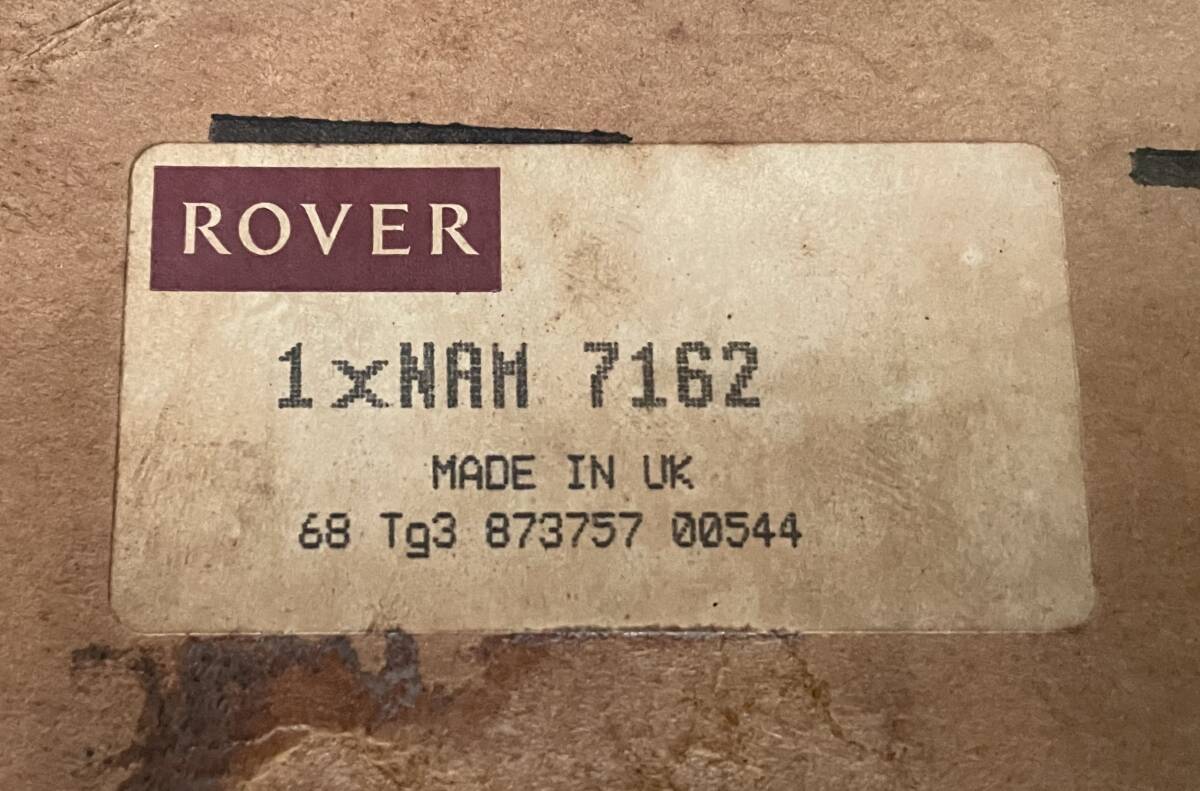 ROVER
1xNAM 7162
MADE IN UK
68 Tg3 873757 00544